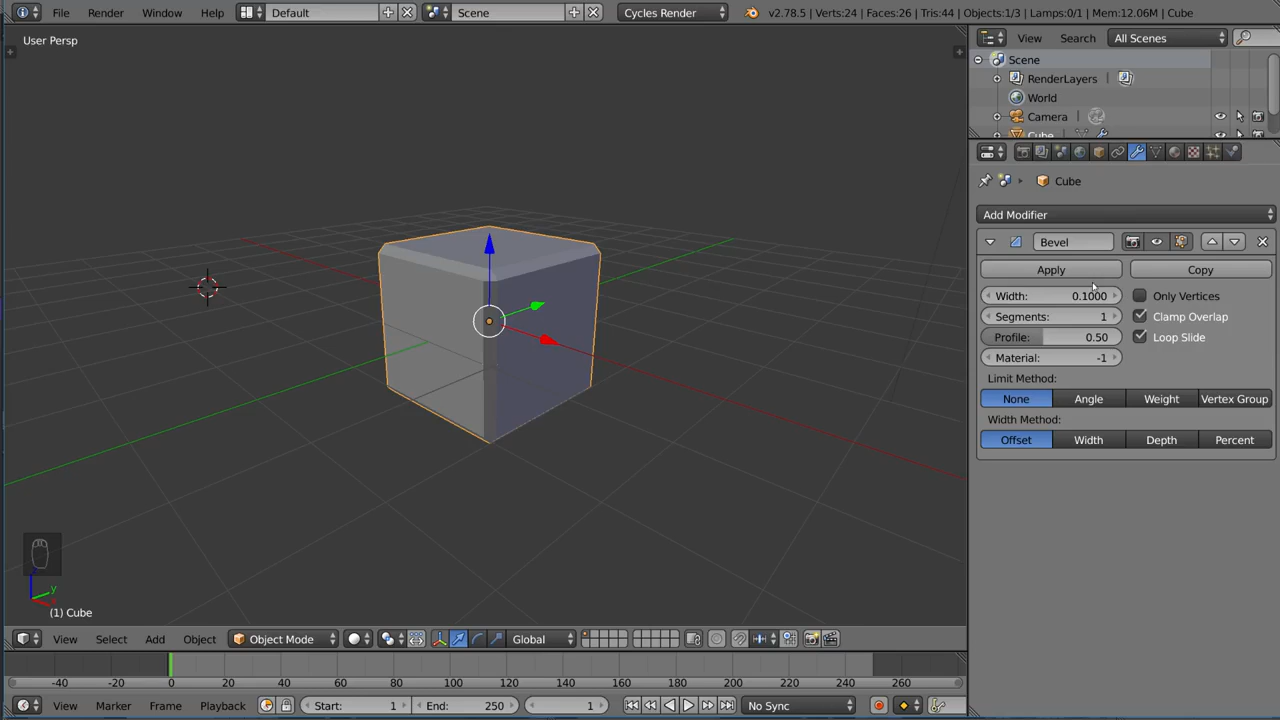 File Render Window Help Default Scene Cycles Render v2.78.5 | Verts:24 | Faces:26 | Tris:44 | Objects:1/3 | Lamps:0/1 | Mem:12.06M | Cube
User Persp
View Search All Scenes
Scene
RenderLayers
World
Camera
Cube
Cube
Add Modifier
Bevel
Apply Copy
Width: 0.1000 Only Vertices
Segments: 1 Clamp Overlap
Profile: 0.50 Loop Slide
Material: -1
Limit Method:
None Angle Weight Vertex Group
Width Method:
Offset Width Depth Percent
y
(1) Cube
View Select Add Object Object Mode Global
-40 -20 0 20 40 60 80 100 120 140 160 180 200 220 240 260
View Marker Frame Playback Start: 1 End: 250 1 No Sync